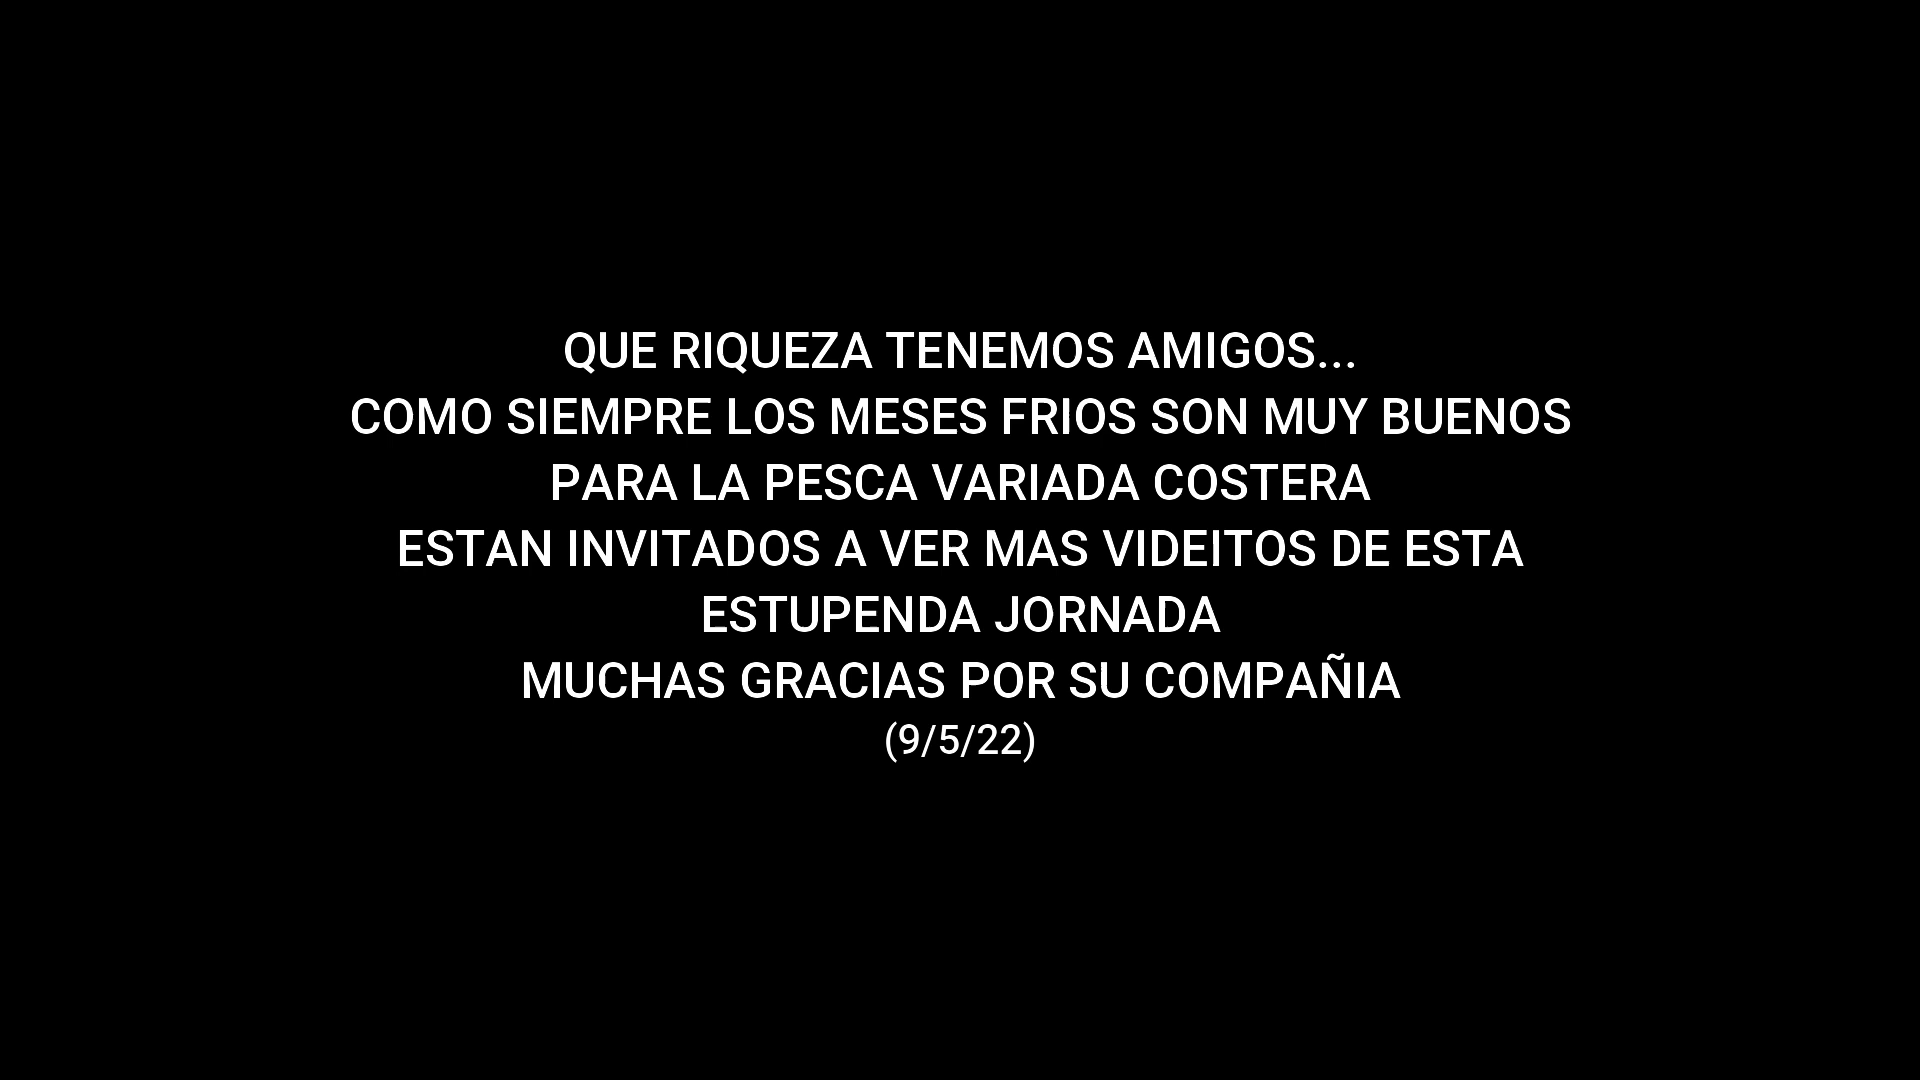 QUE RIQUEZA TENEMOS AMIGOS...
COMO SIEMPRE LOS MESES FRIOS SON MUY BUENOS
PARA LA PESCA VARIADA COSTERA
ESTAN INVITADOS A VER MAS VIDEITOS DE ESTA
ESTUPENDA JORNADA
MUCHAS GRACIAS POR SU COMPAÑIA
(9/5/22)